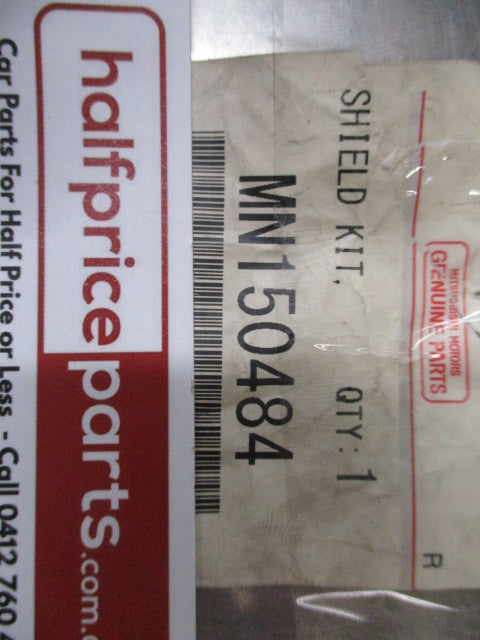 MITSUBISHI MOTORS
GENUINE PARTS
R
SHIELD KIT, QTY: 1
MN150484
halfpriceparts.com.
Car Parts For Half Price or Less - Call 0412 760